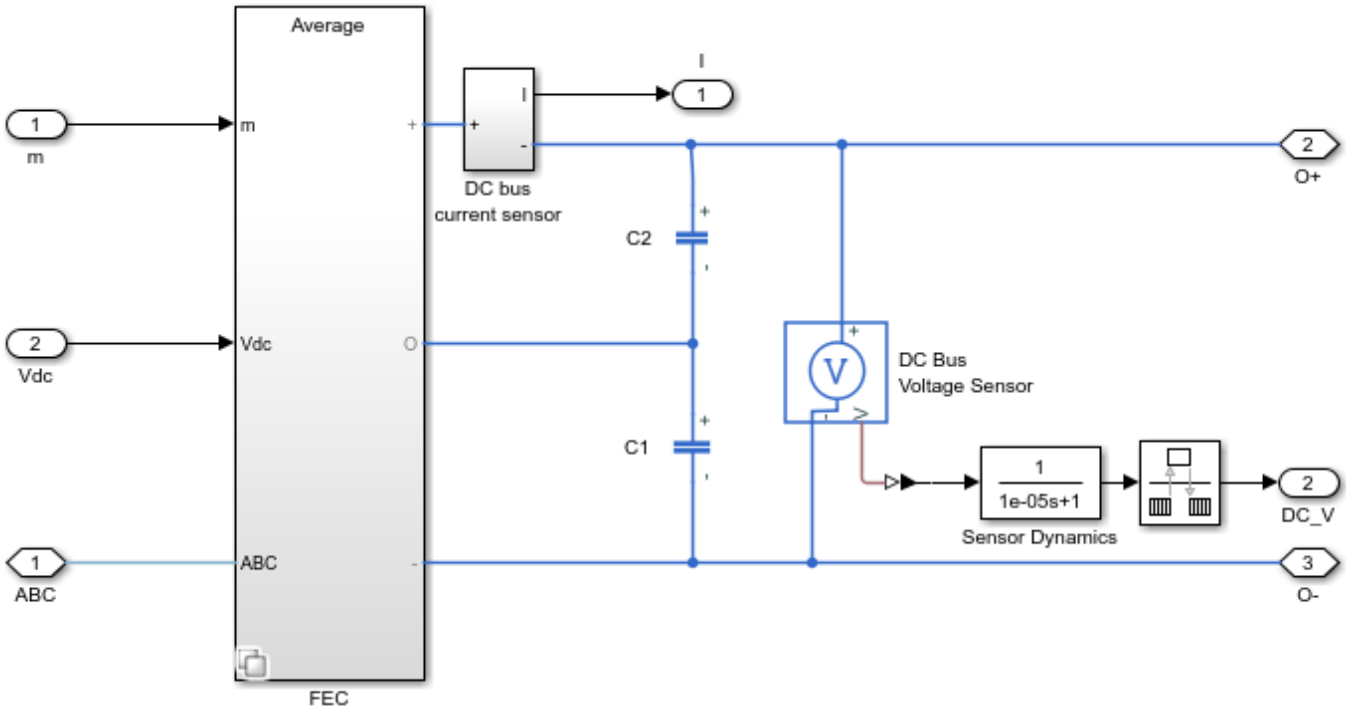 Average
I
1
I
1
m
m
+
+
-
DC bus
current sensor
2
O+
+
C2
-
2
Vdc
Vdc
O
+
V
-
V
DC Bus
Voltage Sensor
+
C1
-
1
1e-05s+1
Sensor Dynamics
2
DC_V
1
ABC
ABC
-
3
O-
FEC